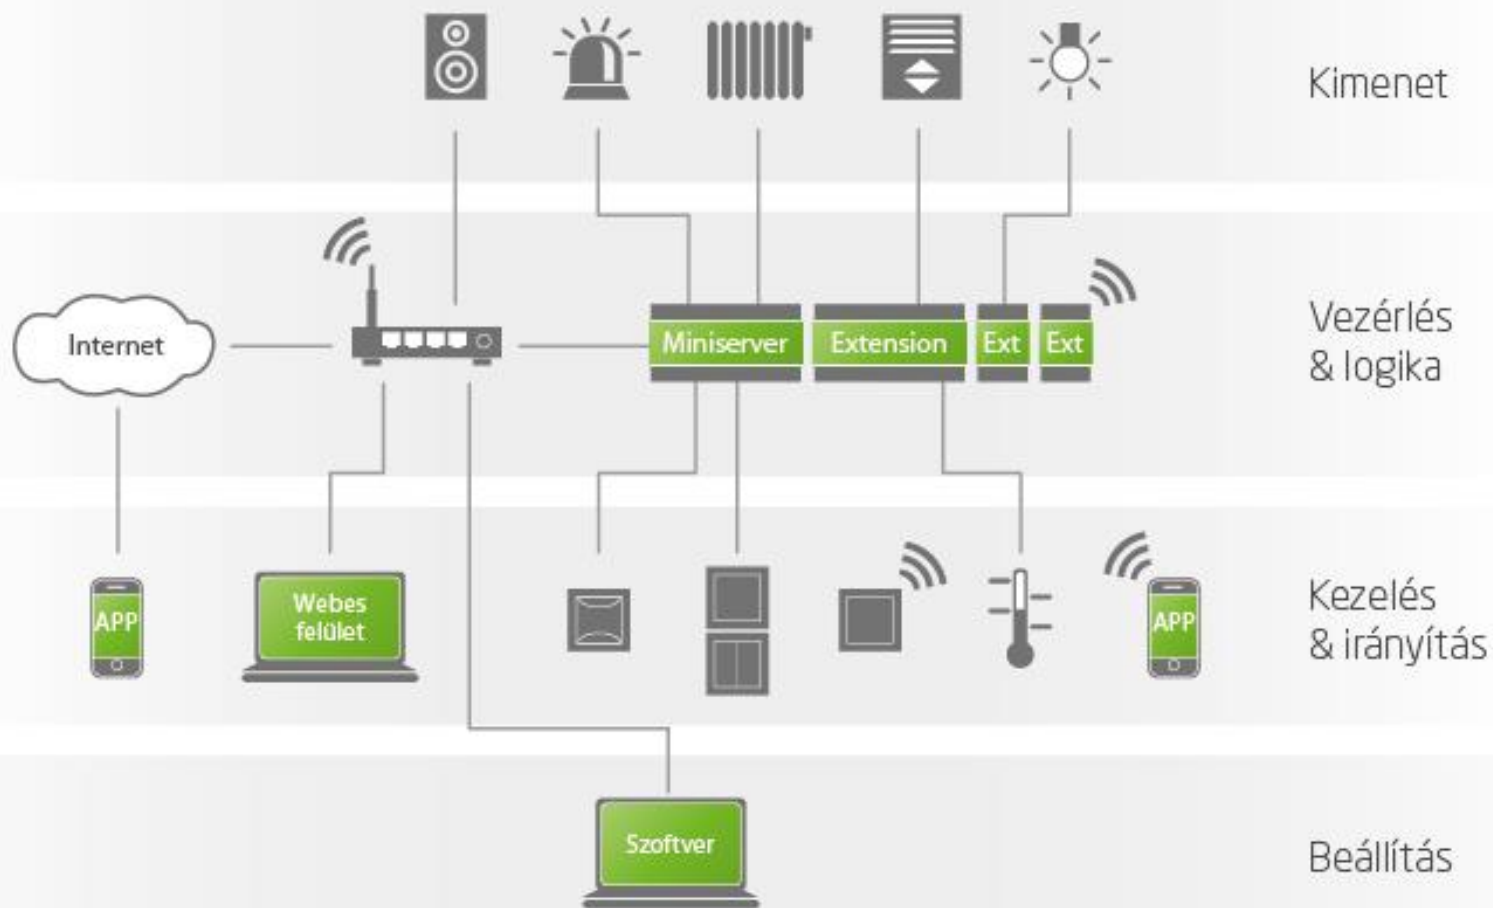 Kimenet
Internet
Miniserver
Extension
Ext
Ext
Vezérlés
& logika
APP
Webes
felület
APP
Kezelés
& irányítás
Szoftver
Beállítás